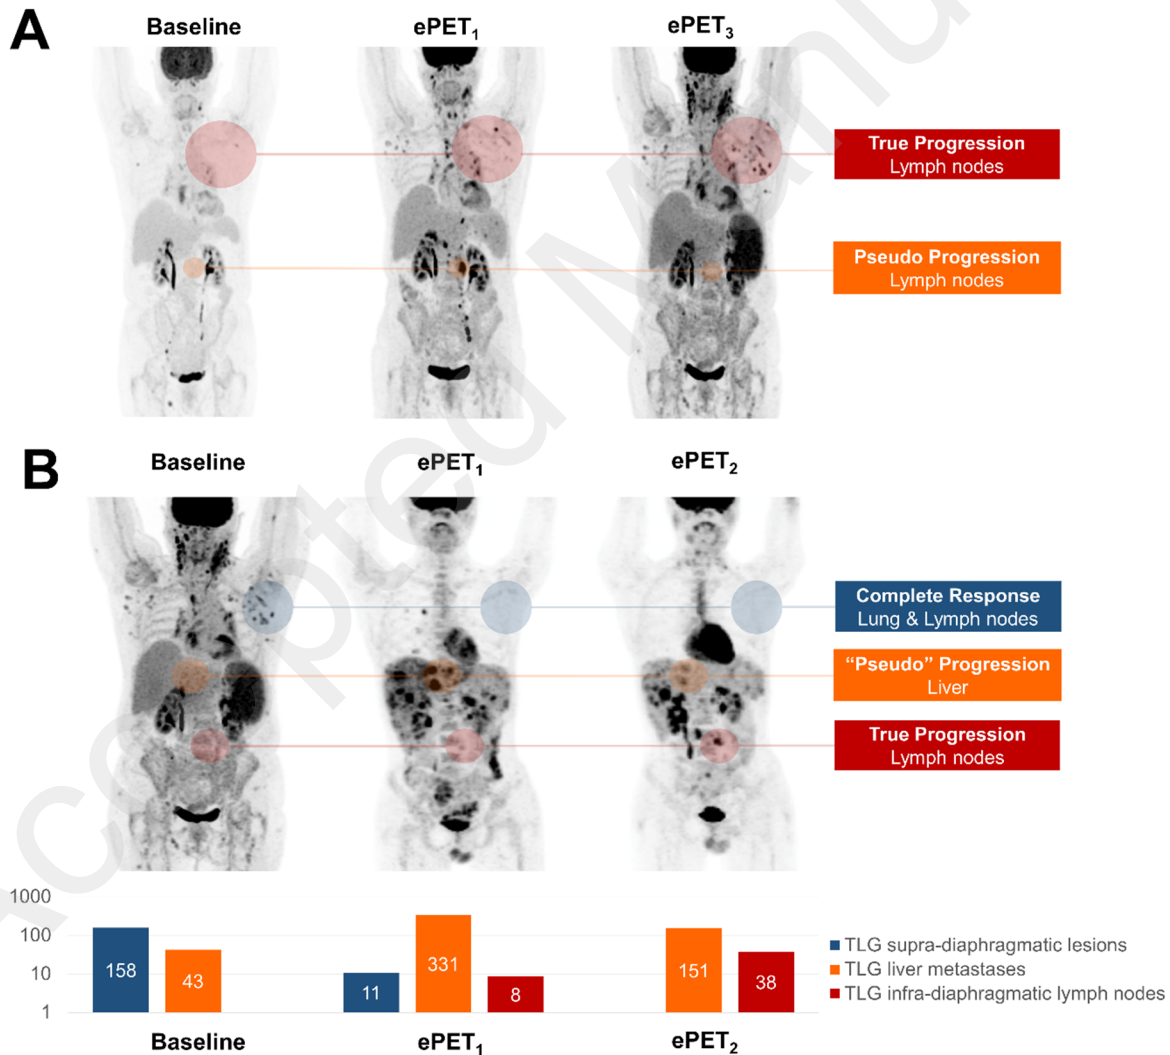 A
Baseline
ePET1
ePET3
True Progression
Lymph nodes
Pseudo Progression
Lymph nodes
B
Baseline
ePET1
ePET2
Complete Response
Lung & Lymph nodes
“Pseudo” Progression
Liver
True Progression
Lymph nodes
1000
100
10
1
158
43
11
331
8
151
38
TLG supra-diaphragmatic lesions
TLG liver metastases
TLG infra-diaphragmatic lymph nodes
Baseline
ePET1
ePET2